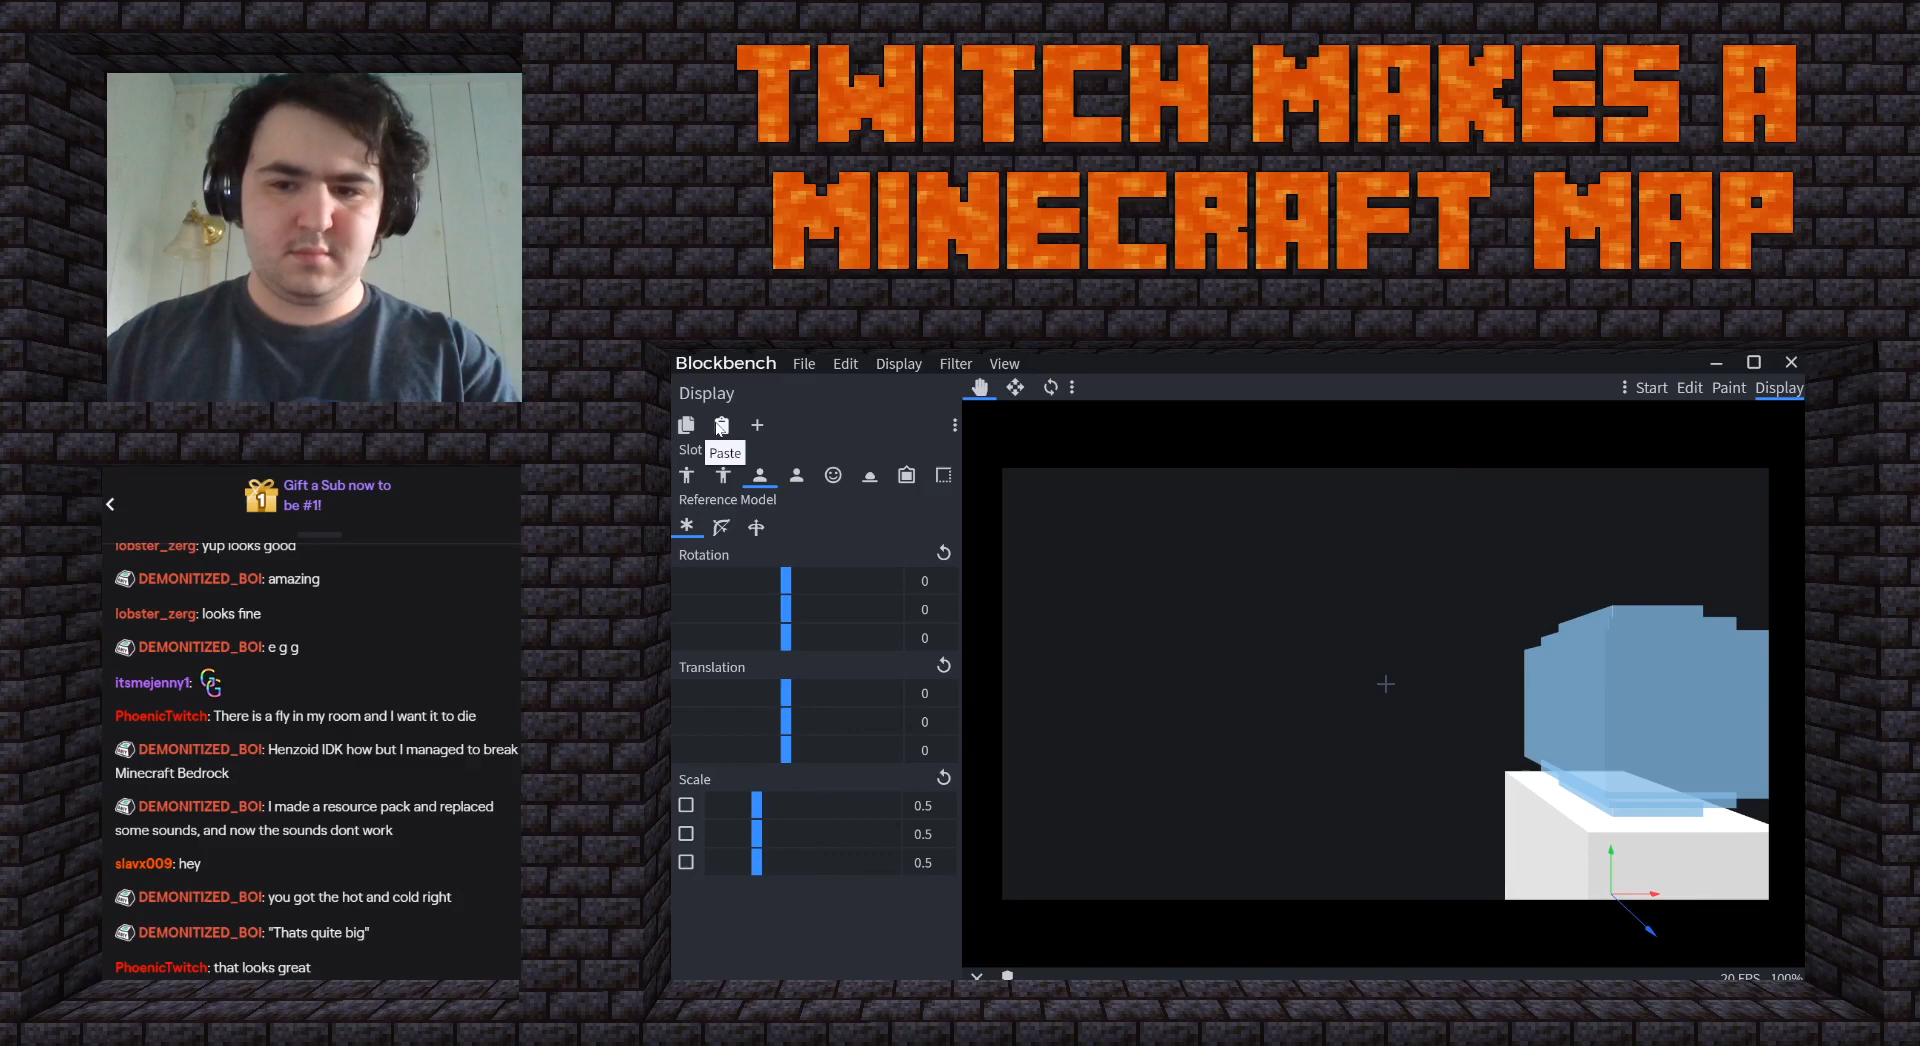 TWITCH MAKES A
MINECRAFT MAP
Gift a Sub now to
be #1!
1
lobster_zerg: yup looks good
DEMONITIZED_BOI: amazing
lobster_zerg: looks fine
DEMONITIZED_BOI: e g g
itsmejenny1: GG
PhoenicTwitch: There is a fly in my room and I want it to die
DEMONITIZED_BOI: Henzoid IDK how but I managed to break
Minecraft Bedrock
DEMONITIZED_BOI: I made a resource pack and replaced
some sounds, and now the sounds dont work
slavx009: hey
DEMONITIZED_BOI: you got the hot and cold right
DEMONITIZED_BOI: "Thats quite big"
PhoenicTwitch: that looks great
Blockbench File Edit Display Filter View
Display
Start Edit Paint Display
Slot
Paste
Reference Model
Rotation
0
0
0
Translation
0
0
0
Scale
0.5
0.5
0.5
20 FPS 100%